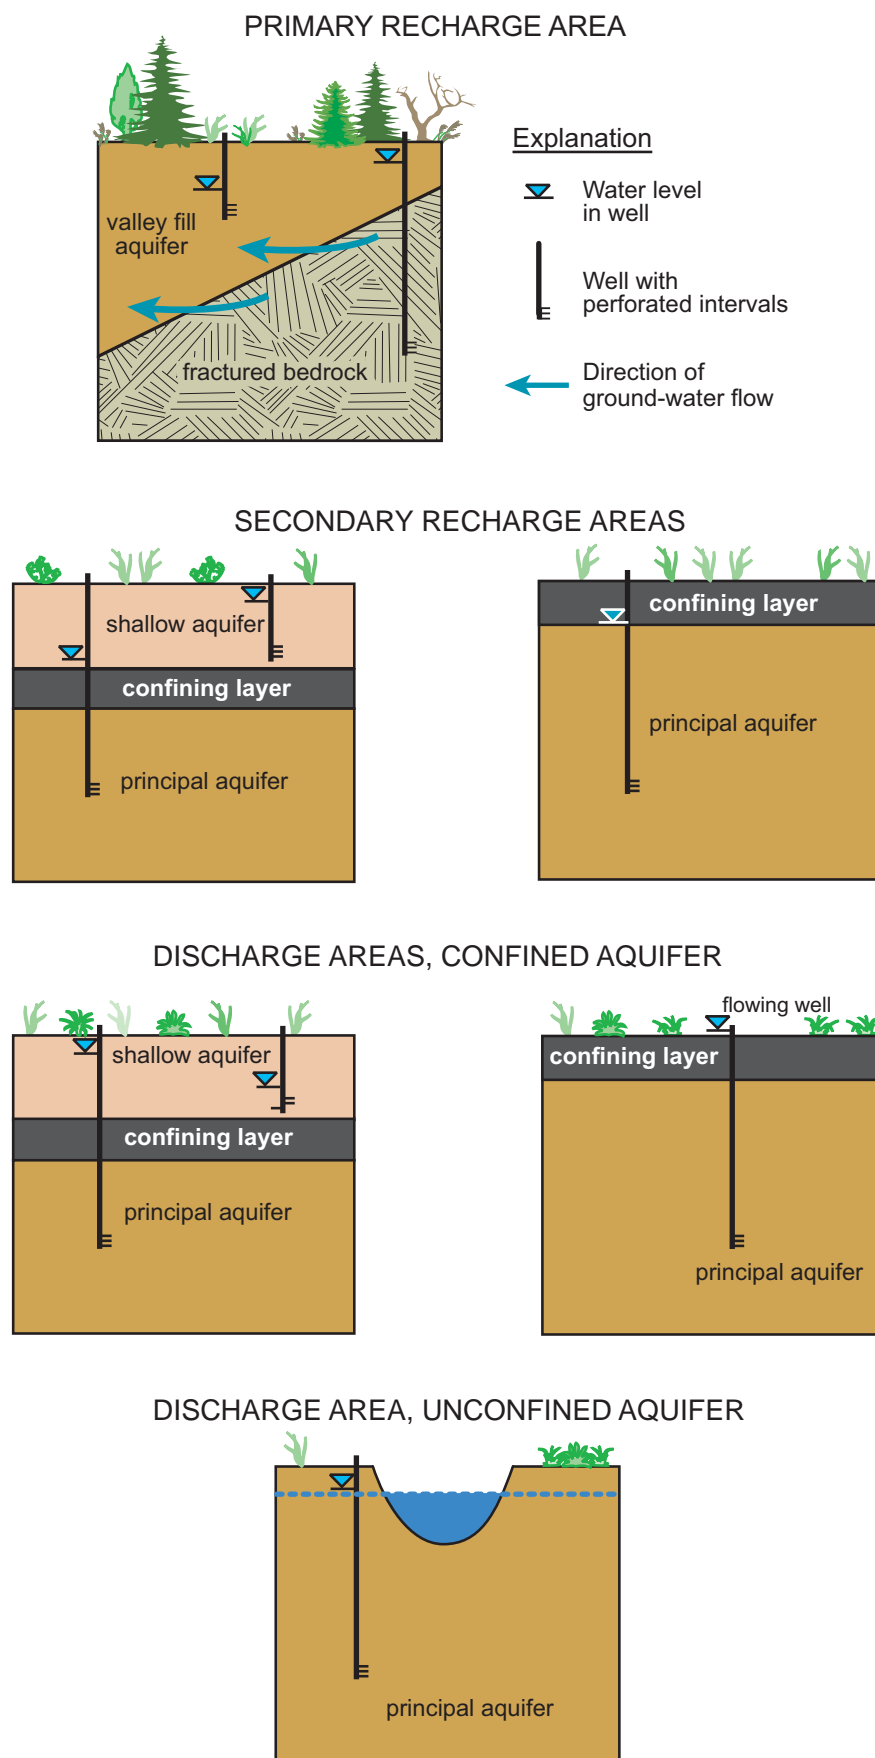 PRIMARY RECHARGE AREA
Explanation
Water level
in well
Well with
perforated intervals
Direction of
ground-water flow
valley fill
aquifer
fractured bedrock
SECONDARY RECHARGE AREAS
shallow aquifer
confining layer
principal aquifer
confining layer
principal aquifer
DISCHARGE AREAS, CONFINED AQUIFER
shallow aquifer
confining layer
principal aquifer
flowing well
confining layer
principal aquifer
DISCHARGE AREA, UNCONFINED AQUIFER
principal aquifer